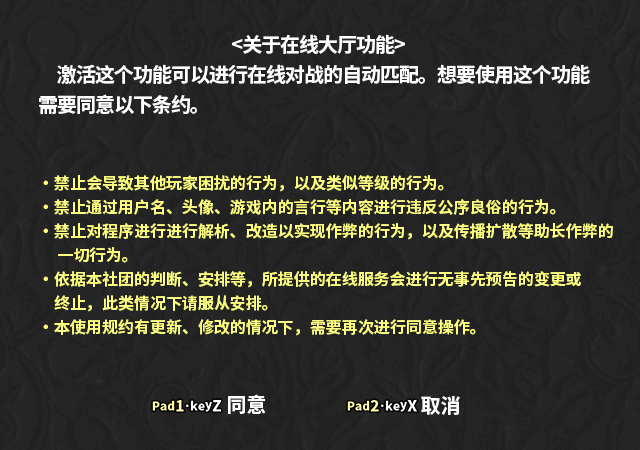 <关于在线大厅功能>
激活这个功能可以进行在线对战的自动匹配。想要使用这个功能
需要同意以下条约。
・禁止会导致其他玩家困扰的行为，以及类似等级的行为。
・禁止通过用户名、头像、游戏内的言行等内容进行违反公序良俗的行为。
・禁止对程序进行进行解析、改造以实现作弊的行为，以及传播扩散等助长作弊的
一切行为。
・依据本社团的判断、安排等，所提供的在线服务会进行无事先预告的变更或
终止，此类情况下请服从安排。
・本使用规约有更新、修改的情况下，需要再次进行同意操作。
Pad1·keyZ 同意 Pad2·keyX 取消